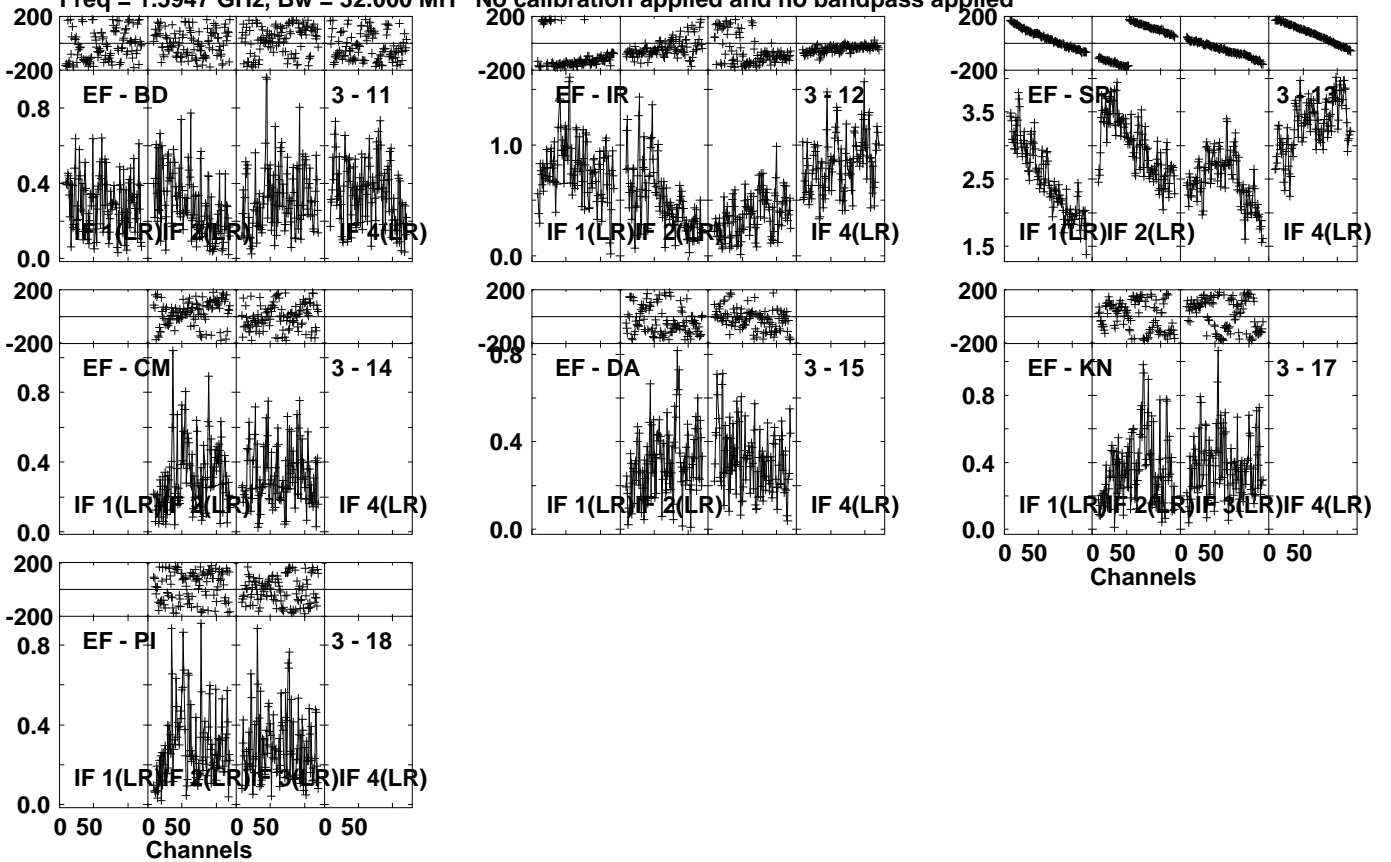 Freq = 1.5947 GHz, Bw = 32.000 MH No calibration applied and no bandpass applied
200
-200
EF - BD
3 - 11
0.8
0.4
0.0
IF 1(LR) IF 2(LR) IF 4(LR)
200
-200
EF - IR
3 - 12
1.0
0.0
IF 1(LR) IF 2(LR) IF 4(LR)
200
-200
EF - SR
3 - 13
3.5
2.5
1.5
IF 1(LR) IF 2(LR) IF 4(LR)
200
-200
EF - CM
3 - 14
0.8
0.4
0.0
IF 1(LR) IF 2(LR) IF 4(LR)
200
-200
0.8
EF - DA
3 - 15
0.4
0.0
IF 1(LR) IF 2(LR) IF 4(LR)
200
-200
EF - KN
3 - 17
0.8
0.4
0.0
IF 1(LR) IF 2(LR) IF 3(LR) IF 4(LR)
0 50 0 50 0 50 0 50
Channels
200
-200
EF - PI
3 - 18
0.8
0.4
0.0
IF 1(LR) IF 2(LR) IF 3(LR) IF 4(LR)
0 50 0 50 0 50 0 50
Channels